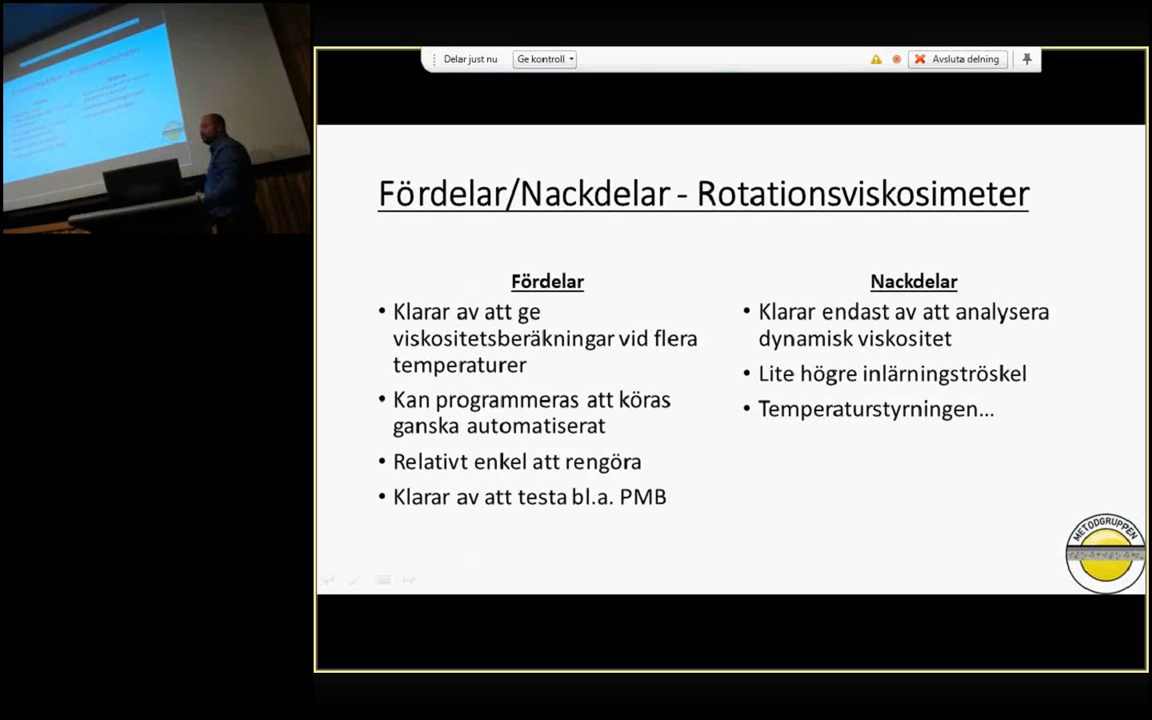 Delar just nu
Ge kontroll
Avsluta delning
Fördelar/Nackdelar - Rotationsviskosimeter
Fördelar
• Klarar av att ge
viskositetsberäkningar vid flera
temperaturer
• Kan programmeras att köras
ganska automatiserat
• Relativt enkel att rengöra
• Klarar av att testa bl.a. PMB
Nackdelar
• Klarar endast av att analysera
dynamisk viskositet
• Lite högre inlärningströskel
• Temperaturstyrningen...
METODGRUPPEN